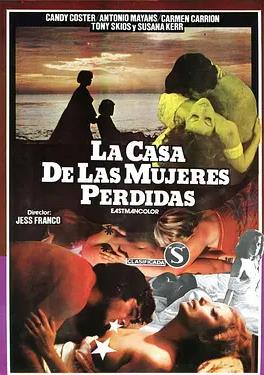 CANDY COSTER / ANTONIO MAYANS / CARMEN CARRION
TONY SKIOS & SUSANA KERR
LA CASA
DE LAS MUJERES
PERDIDAS
Director:
JESS FRANCO
EASTMANCOLOR
CLASIFICADA
S